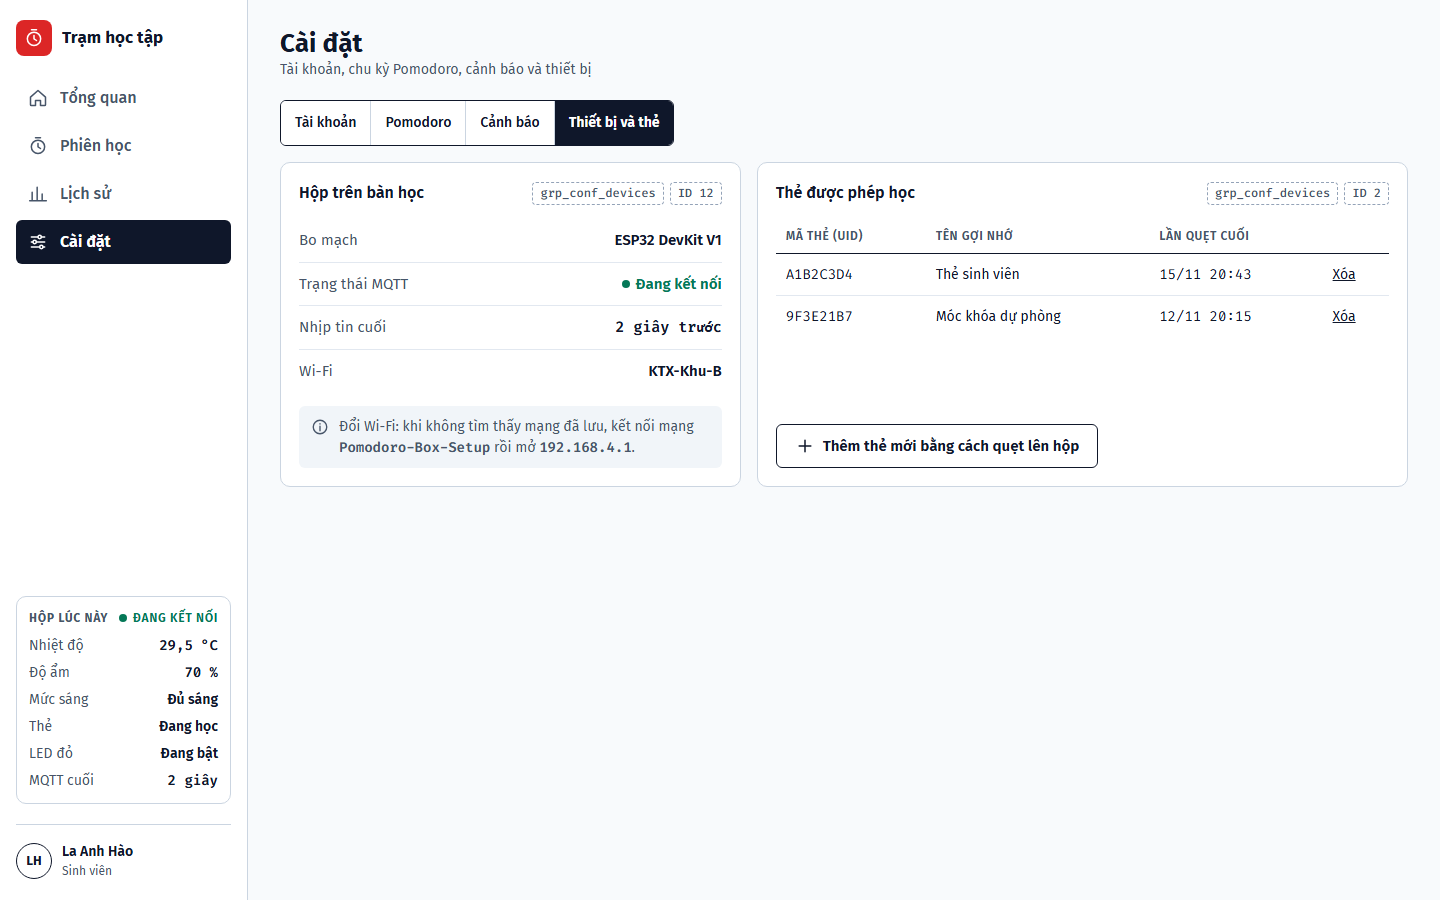 Trạm học tập
Tổng quan
Phiên học
Lịch sử
Cài đặt
HỘP LÚC NÀY ĐANG KẾT NỐI
Nhiệt độ 29,5 °C
Độ ẩm 70 %
Mức sáng Đủ sáng
Thẻ Đang học
LED đỏ Đang bật
MQTT cuối 2 giây
LH
La Anh Hào
Sinh viên
Cài đặt
Tài khoản, chu kỳ Pomodoro, cảnh báo và thiết bị
Tài khoản Pomodoro Cảnh báo Thiết bị và thẻ
Hộp trên bàn học grp_conf_devices ID 12
Bo mạch ESP32 DevKit V1
Trạng thái MQTT Đang kết nối
Nhịp tin cuối 2 giây trước
Wi-Fi KTX-Khu-B
Đổi Wi-Fi: khi không tìm thấy mạng đã lưu, kết nối mạng
Pomodoro-Box-Setup rồi mở 192.168.4.1.
Thẻ được phép học grp_conf_devices ID 2
MÃ THẺ (UID) TÊN GỢI NHỚ LẦN QUẸT CUỐI
A1B2C3D4 Thẻ sinh viên 15/11 20:43 Xóa
9F3E21B7 Móc khóa dự phòng 12/11 20:15 Xóa
Thêm thẻ mới bằng cách quẹt lên hộp